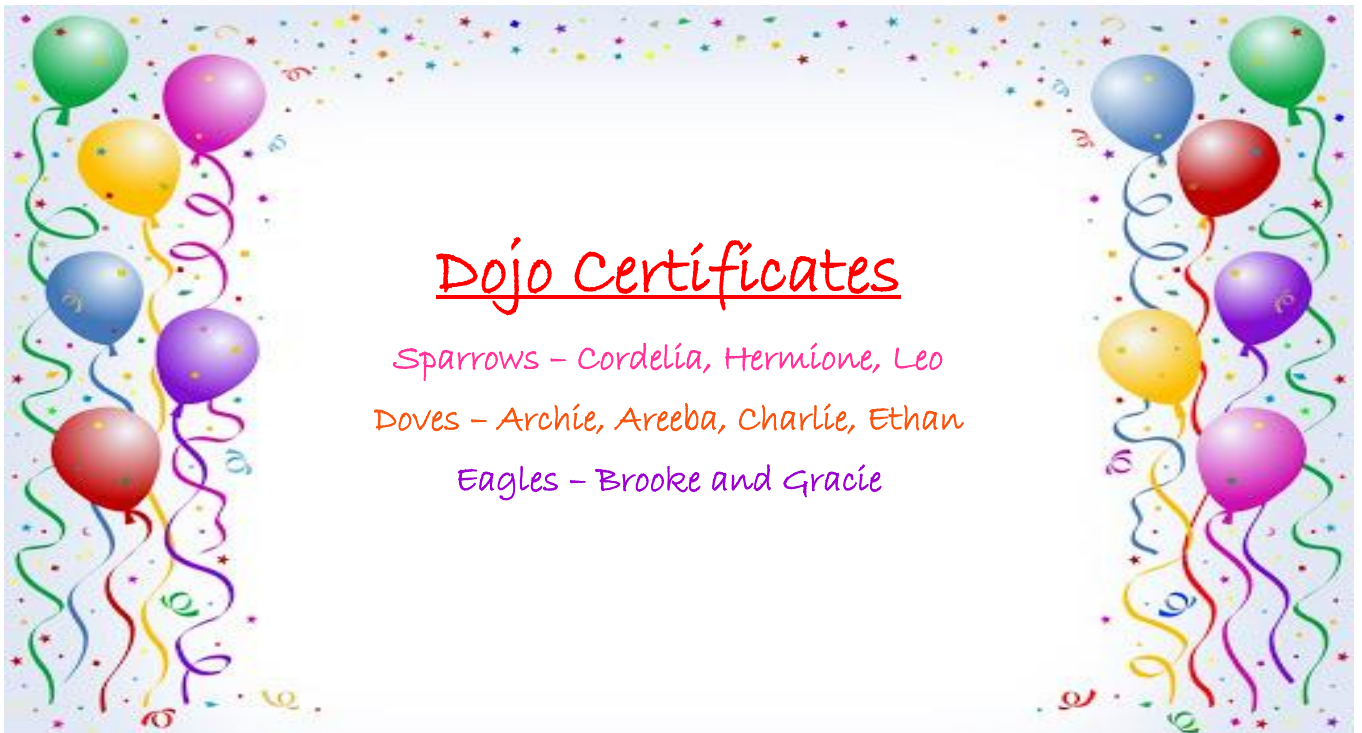 Dojo Certificates
Sparrows – Cordelia, Hermione, Leo
Doves – Archie, Areeba, Charlie, Ethan
Eagles – Brooke and Gracie